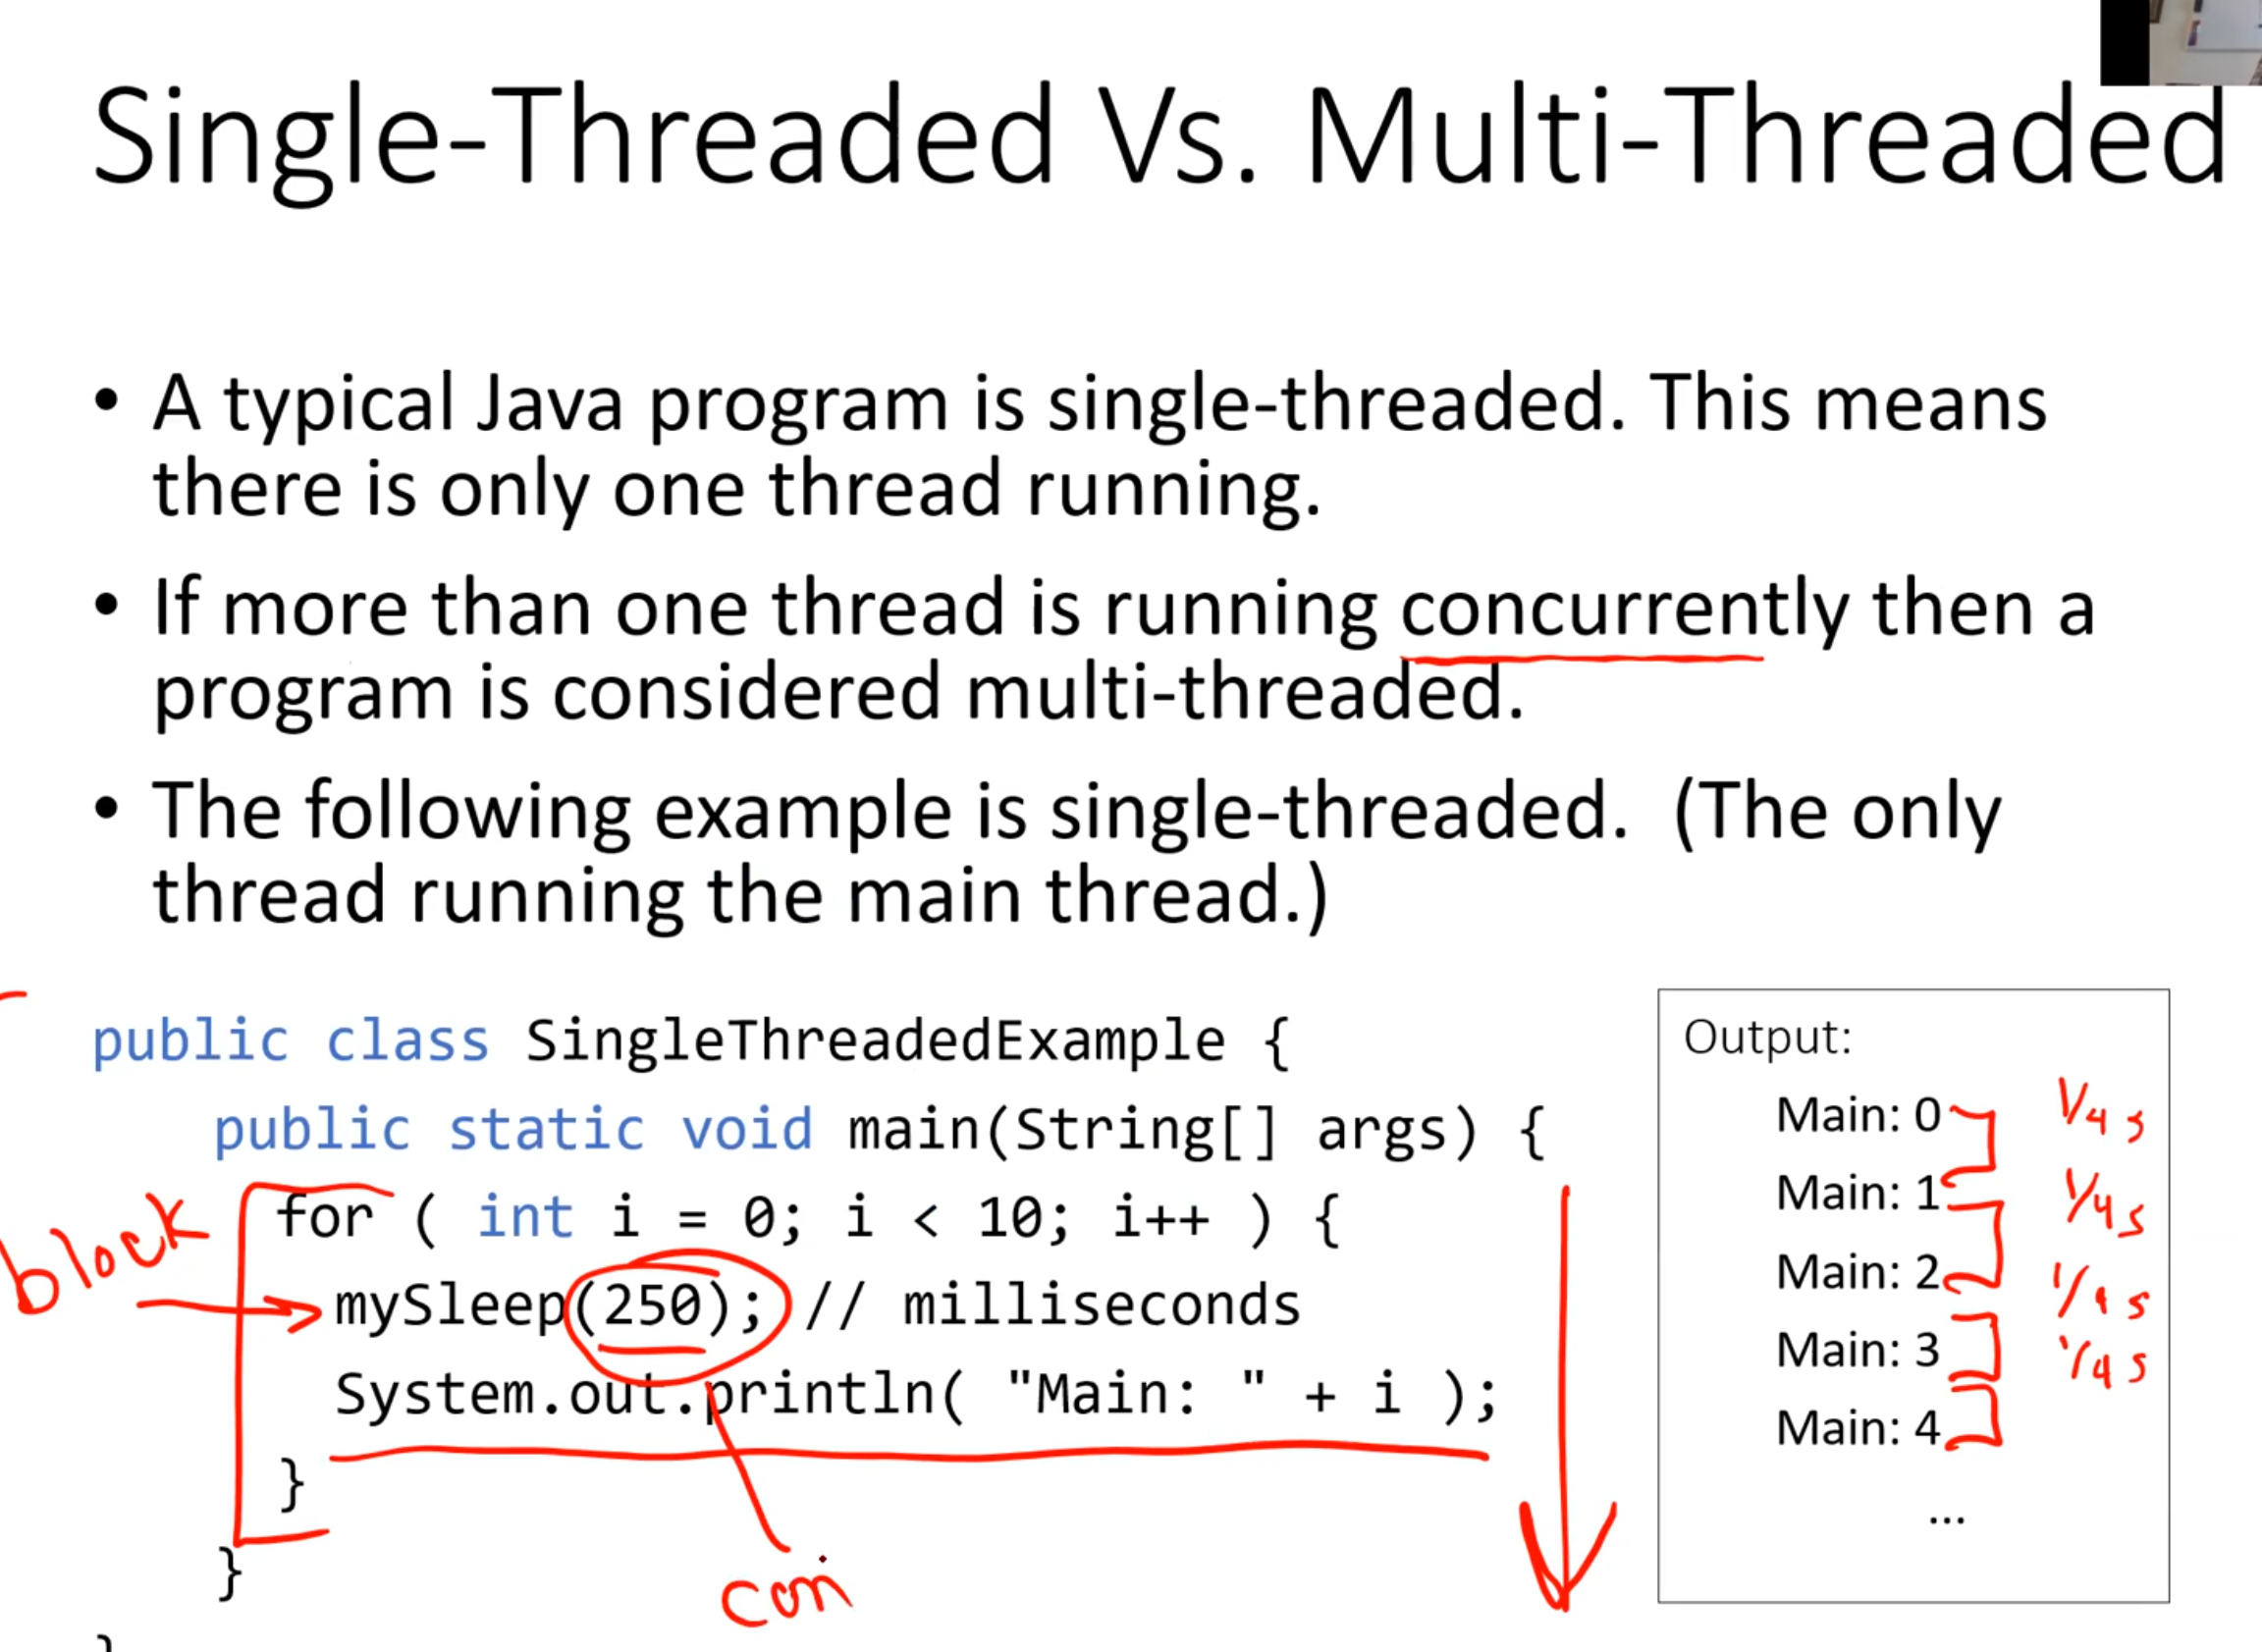 Single-Threaded Vs. Multi-Threaded
• A typical Java program is single-threaded. This means
there is only one thread running.
• If more than one thread is running concurrently then a
program is considered multi-threaded.
• The following example is single-threaded. (The only
thread running the main thread.)
public class SingleThreadedExample {
public static void main(String[] args) {
for ( int i = 0; i < 10; i++ ) {
block
mySleep(250); // milliseconds
System.out.println( "Main: " + i );
}
}
}
con
Output:
Main: 0
1/4 s
Main: 1
1/4 s
Main: 2
1/4 s
Main: 3
1/4 s
Main: 4
...